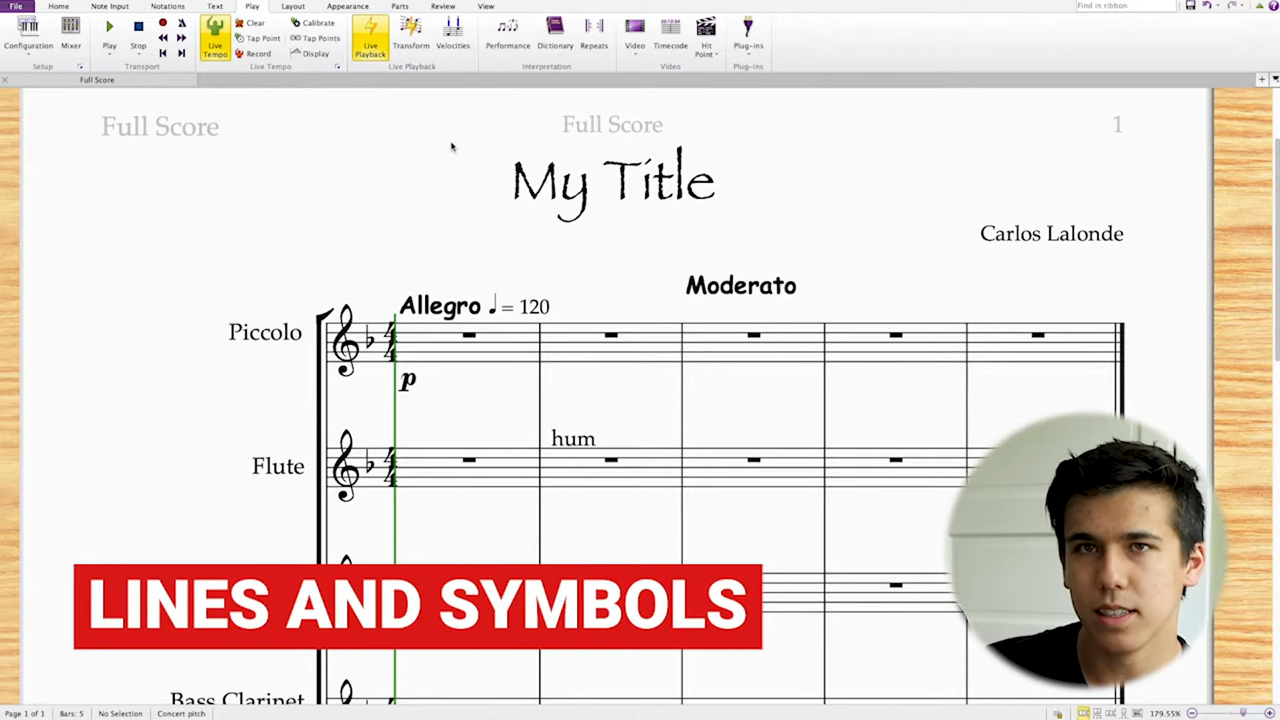 File Home Note Input Notations Text Play Layout Appearance Parts Review View Find in ribbon
Configuration Mixer Play Stop Live Tempo Clear Tap Point Record Calibrate Tap Points Display Live Playback Transform Velocities Performance Dictionary Repeats Video Timecode Hit Point Plug-ins
Setup Transport Live Tempo Live Playback Interpretation Video Plug-ins
Full Score
Full Score Full Score 1
My Title
Carlos Lalonde
Moderato
Allegro = 120
Piccolo
p
hum
Flute
LINES AND SYMBOLS
Bass Clarinet
Page 1 of 1 Bars: 5 No Selection Concert pitch 179.55%